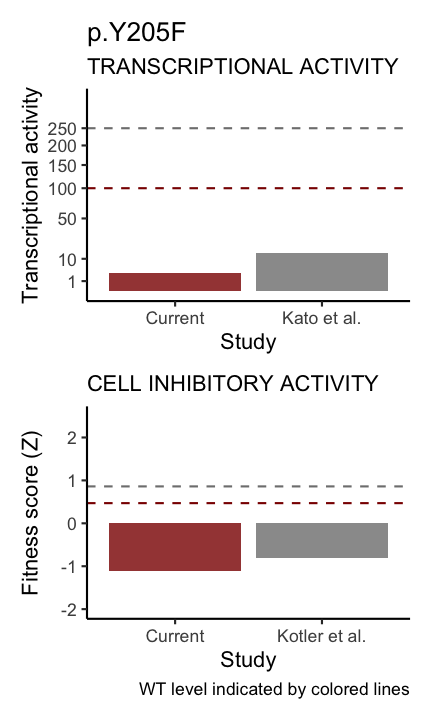 p.Y205F
TRANSCRIPTIONAL ACTIVITY
Transcriptional activity
250
200
150
100
50
10
1
Current
Kato et al.
Study
CELL INHIBITORY ACTIVITY
Fitness score (Z)
2
1
0
-1
-2
Current
Kotler et al.
Study
WT level indicated by colored lines